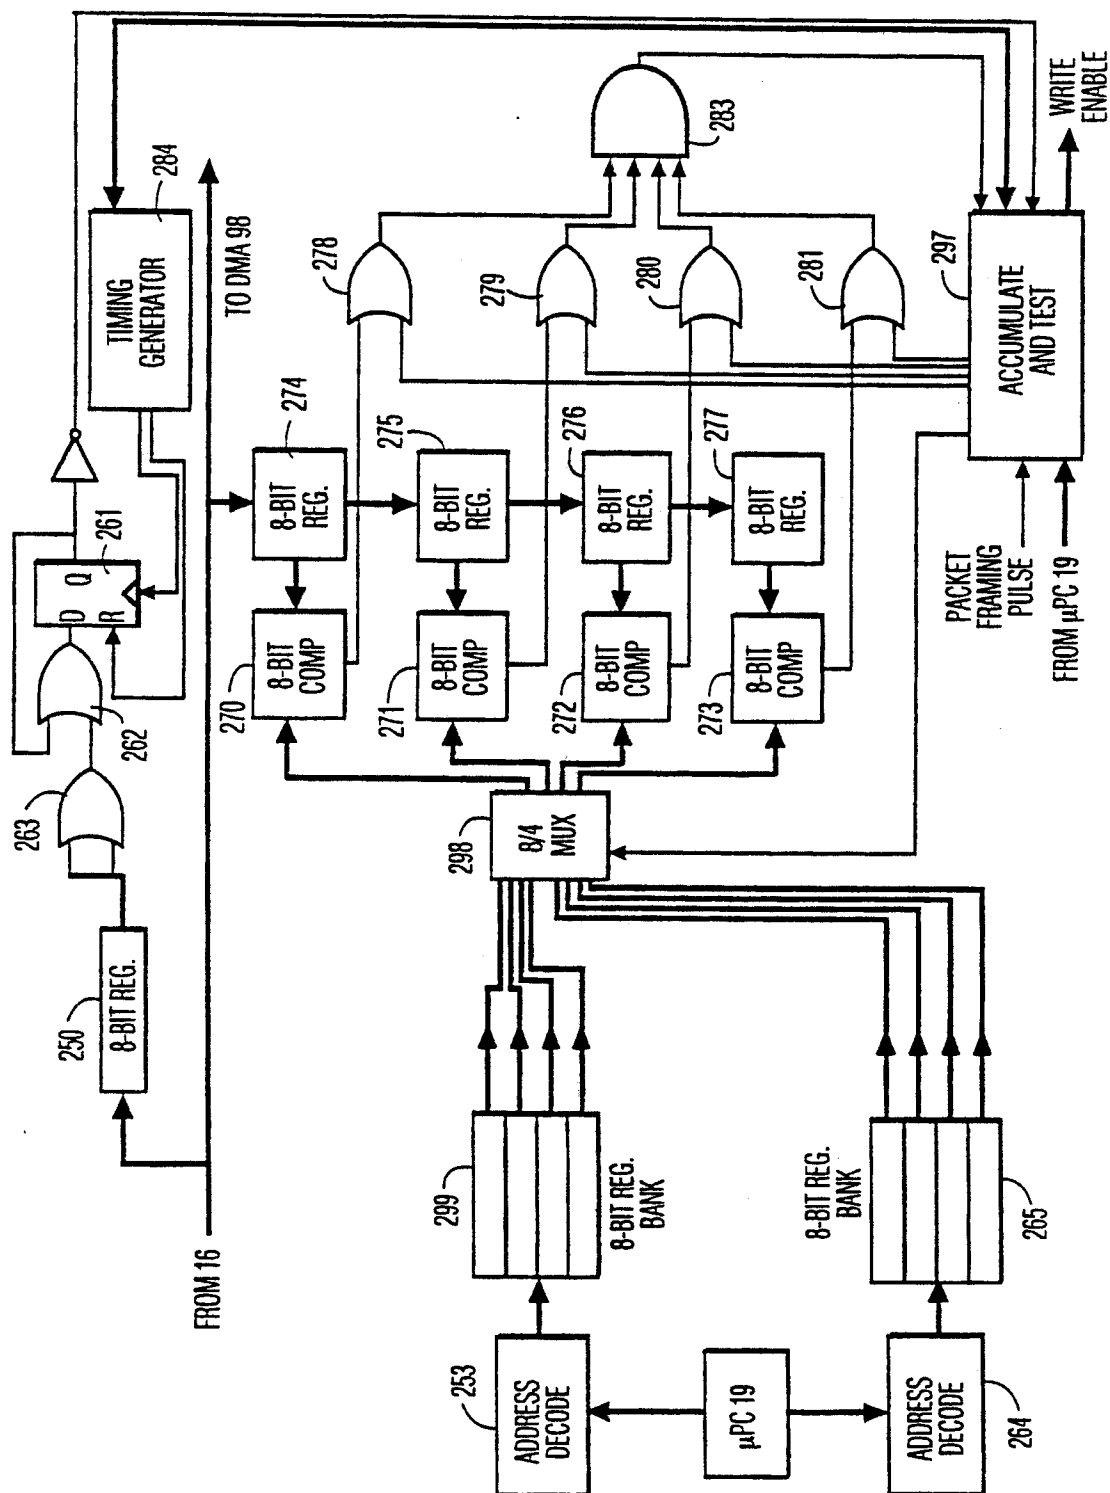 FROM 16
250
8-BIT REG.
263
262
D
Q
R
261
TIMING
GENERATOR
284
TO DMA 98
270
8-BIT
COMP
8-BIT
REG.
274
271
8-BIT
COMP
8-BIT
REG.
275
272
8-BIT
COMP
8-BIT
REG.
276
273
8-BIT
COMP
8-BIT
REG.
277
278
279
280
281
283
298
8/4
MUX
299
8-BIT REG.
BANK
8-BIT REG.
BANK
265
253
ADDRESS
DECODE
µPC 19
ADDRESS
DECODE
264
PACKET
FRAMING
PULSE
FROM µPC 19
ACCUMULATE
AND TEST
297
WRITE
ENABLE